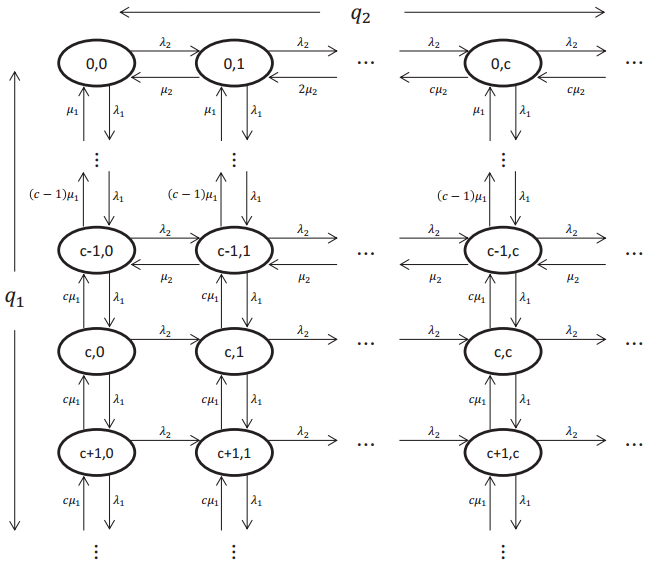 q₂
λ₂ λ₂ λ₂ λ₂
0,0 0,1 ... 0,c ...
μ₂ 2μ₂ cμ₂ cμ₂
μ₁ λ₁ μ₁ λ₁ μ₁ λ₁
⋮ ⋮ ⋮
(c − 1)μ₁ λ₁ (c − 1)μ₁ λ₁ (c − 1)μ₁ λ₁
λ₂ λ₂ λ₂ λ₂
c-1,0 c-1,1 ... c-1,c ...
μ₂ μ₂ μ₂ μ₂
q₁
cμ₁ λ₁ cμ₁ λ₁ cμ₁ λ₁
λ₂ λ₂ λ₂ λ₂
c,0 c,1 ... c,c ...
cμ₁ λ₁ cμ₁ λ₁ cμ₁ λ₁
λ₂ λ₂ λ₂ λ₂
c+1,0 c+1,1 ... c+1,c ...
cμ₁ λ₁ cμ₁ λ₁ cμ₁ λ₁
⋮ ⋮ ⋮